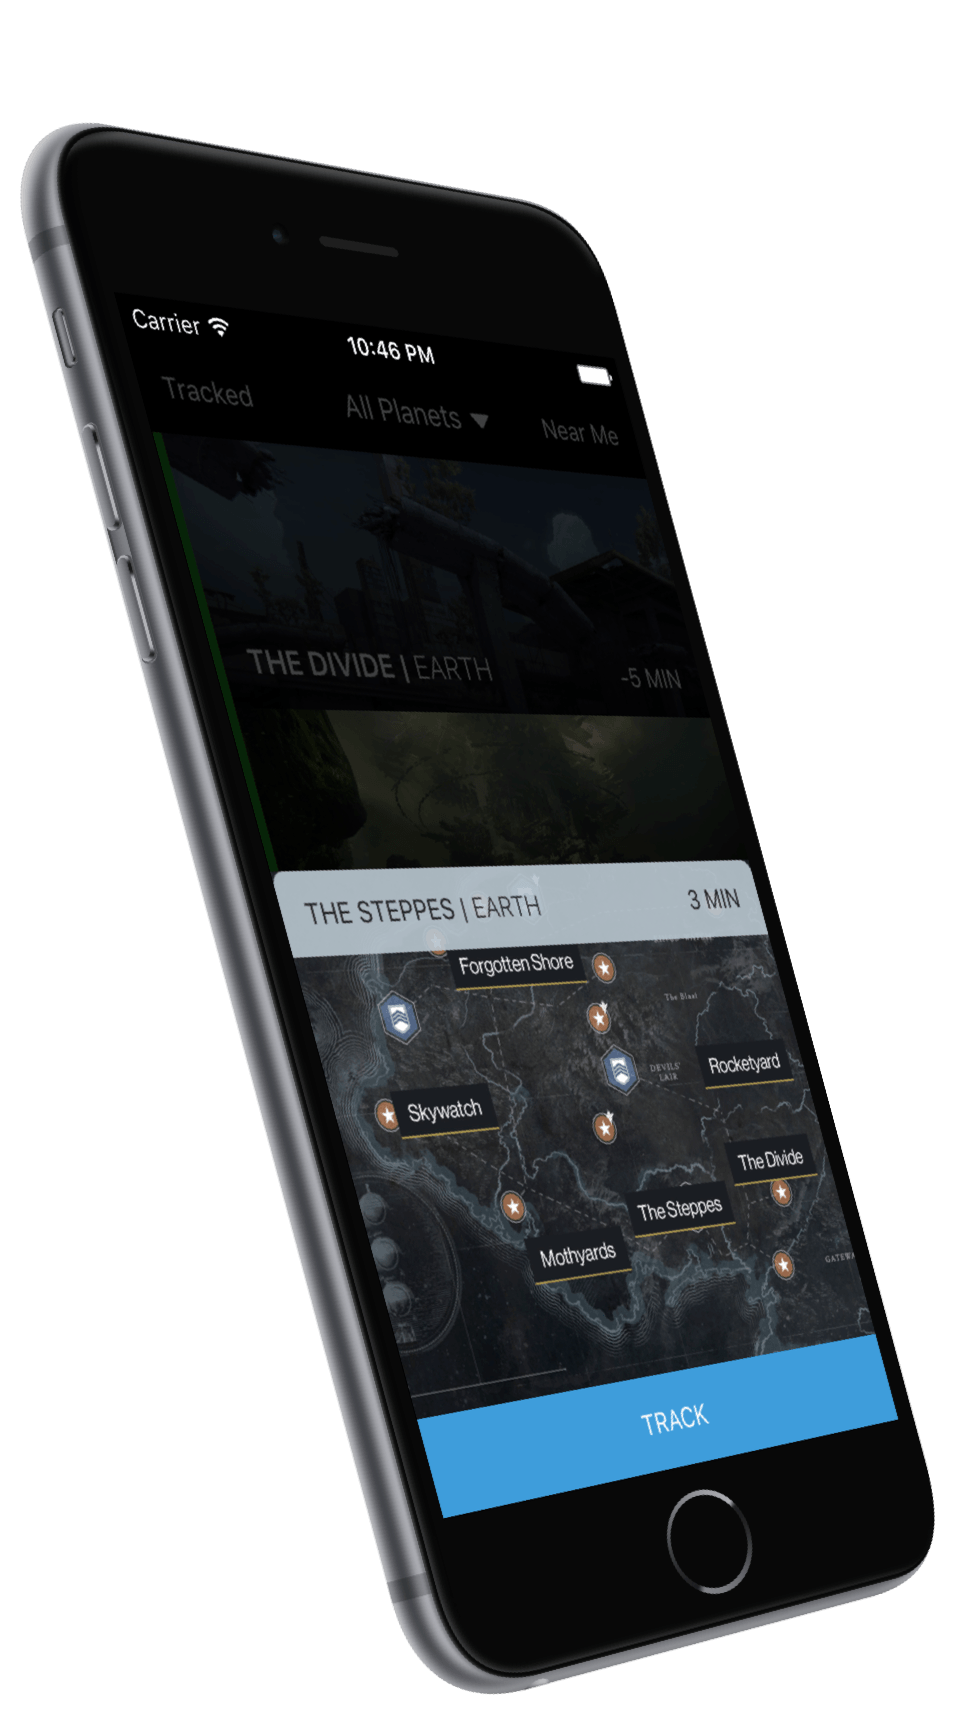 Carrier
10:46 PM
Tracked
All Planets
Near Me
THE DIVIDE | EARTH
-5 MIN
THE STEPPES | EARTH
3 MIN
Forgotten Shore
The Blast
DEVILS'
LAIR
Rocketyard
Skywatch
The Divide
The Steppes
Mothyards
TRACK